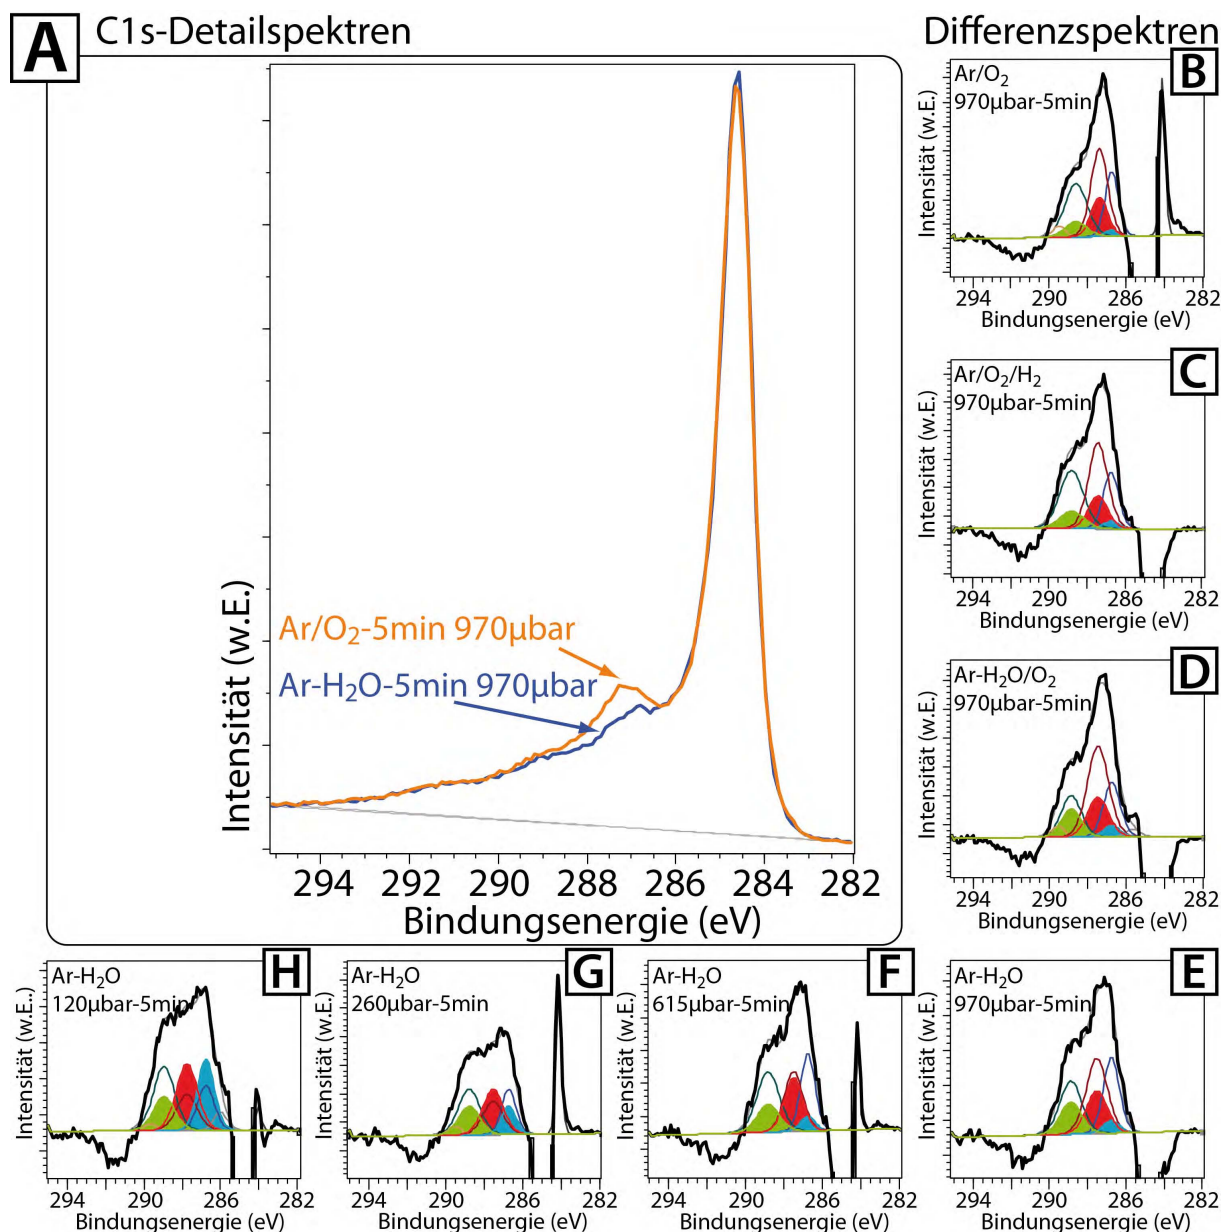 A C1s-Detailspektren
Differenzspektren
Intensität (w.E.)
Ar/O₂-5min 970µbar
Ar-H₂O-5min 970µbar
294 292 290 288 286 284 282
Bindungsenergie (eV)
B
Ar/O₂
970µbar-5min
Intensität (w.E.)
294 290 286 282
Bindungsenergie (eV)
C
Ar/O₂/H₂
970µbar-5min
Intensität (w.E.)
294 290 286 282
Bindungsenergie (eV)
D
Ar-H₂O/O₂
970µbar-5min
Intensität (w.E.)
294 290 286 282
Bindungsenergie (eV)
H
Ar-H₂O
120µbar-5min
Intensität (w.E..)
294 290 286 282
Bindungsenergie (eV)
G
Ar-H₂O
260µbar-5min
Intensität (w.E.)
294 290 286 282
Bindungsenergie (eV)
F
Ar-H₂O
615µbar-5min
Intensität (w.E.)
294 290 286 282
Bindungsenergie (eV)
E
Ar-H₂O
970µbar-5min
Intensität (w.E.)
294 290 286 282
Bindungsenergie (eV)